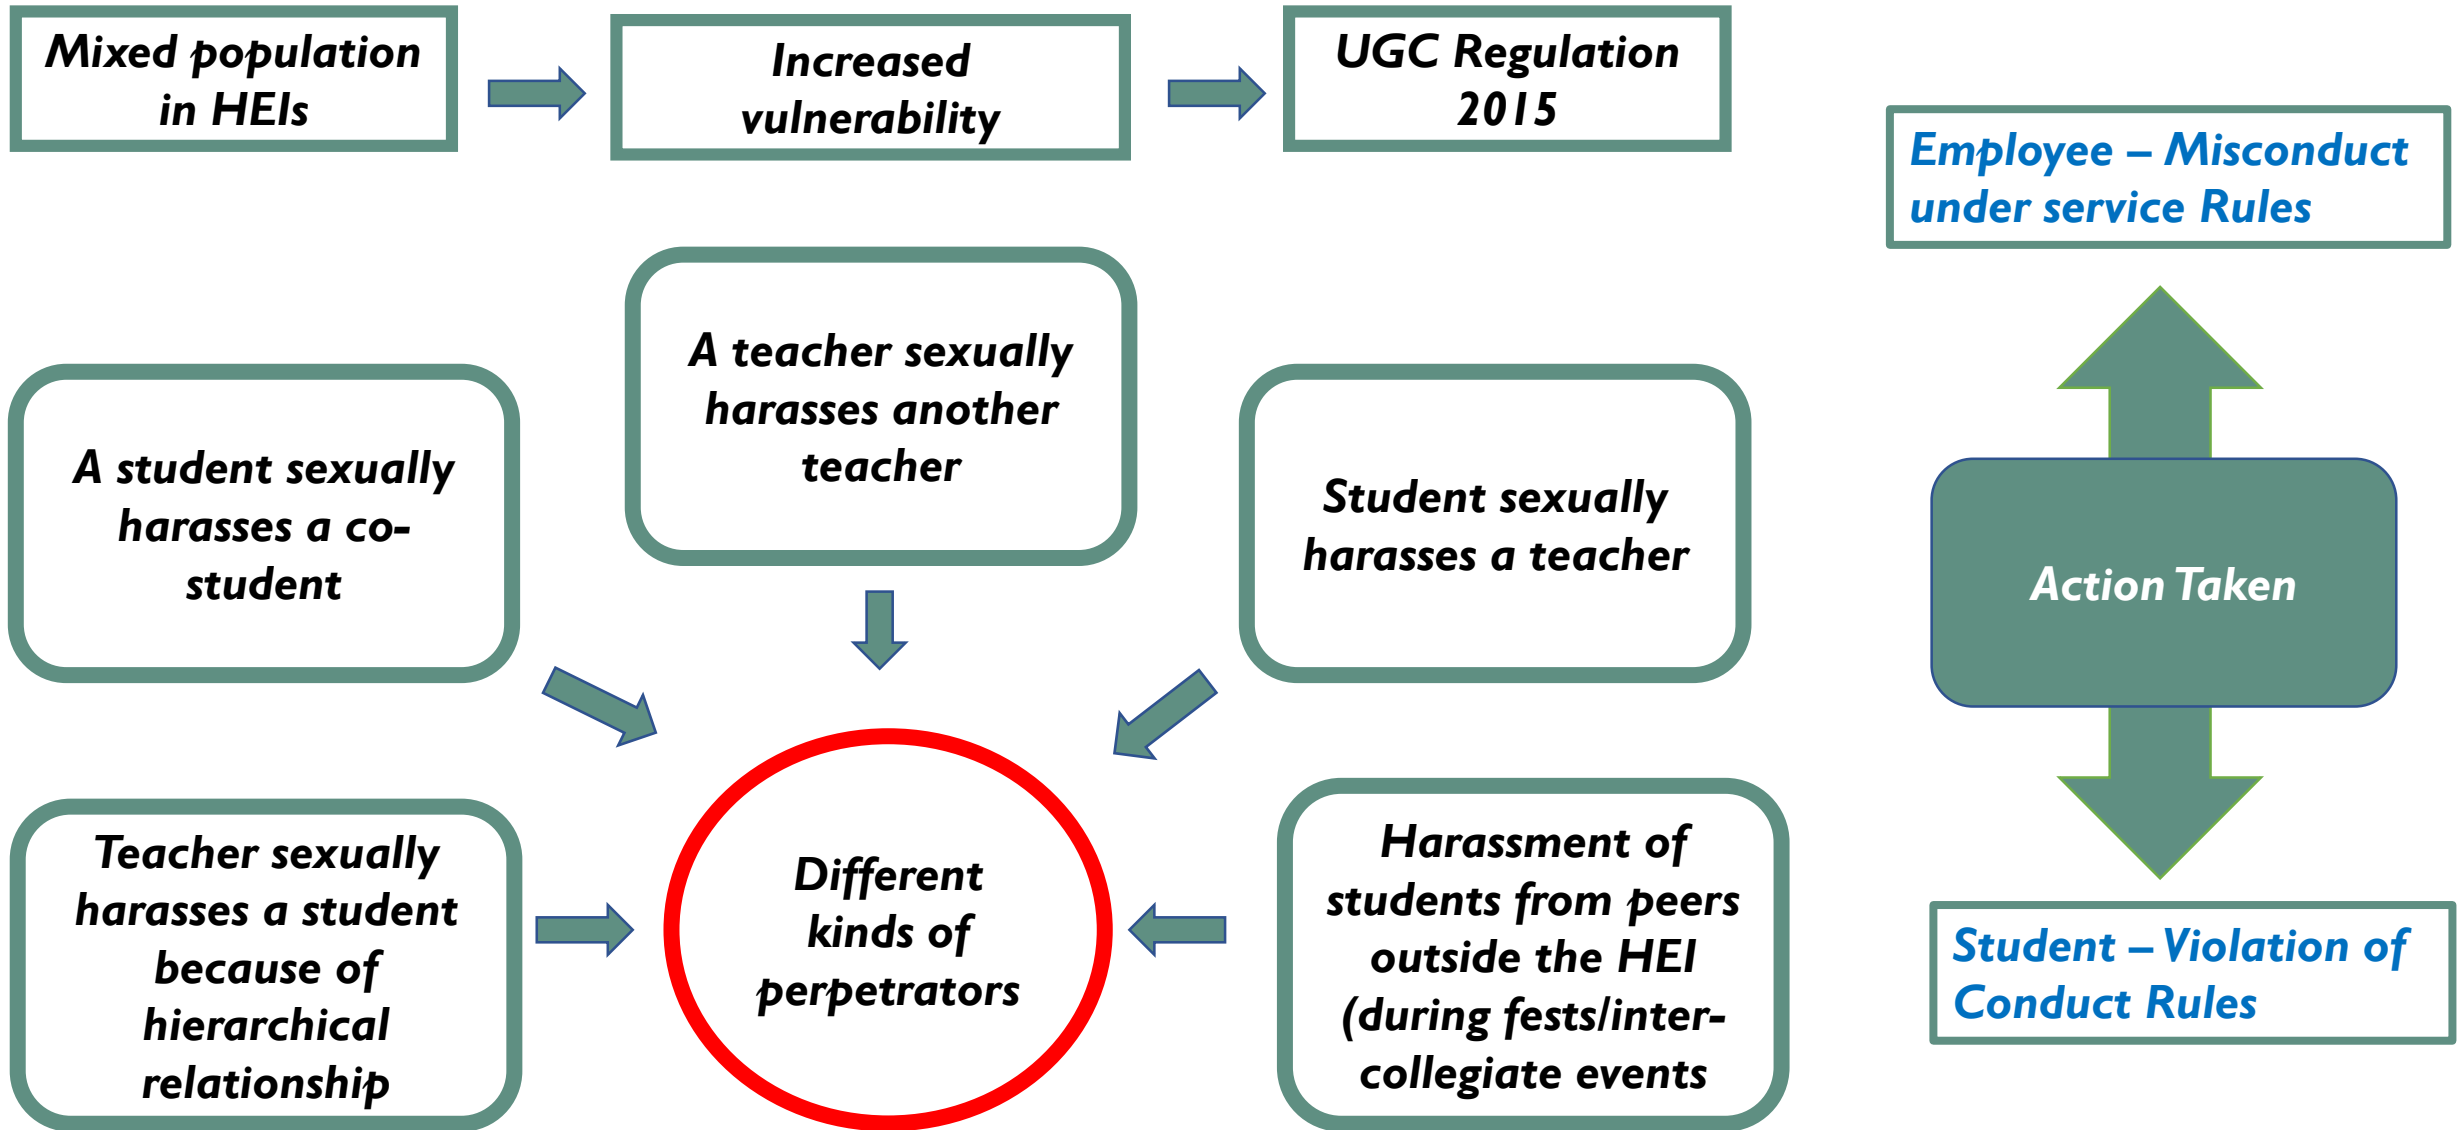 Mixed population
in HEIs
Increased
vulnerability
UGC Regulation
2015
Employee – Misconduct
under service Rules
A teacher sexually
harasses another
teacher
A student sexually
harasses a co-
student
Student sexually
harasses a teacher
Action Taken
Teacher sexually
harasses a student
because of
hierarchical
relationship
Different
kinds of
perpetrators
Harassment of
students from peers
outside the HEI
(during fests/inter-
collegiate events
Student – Violation of
Conduct Rules